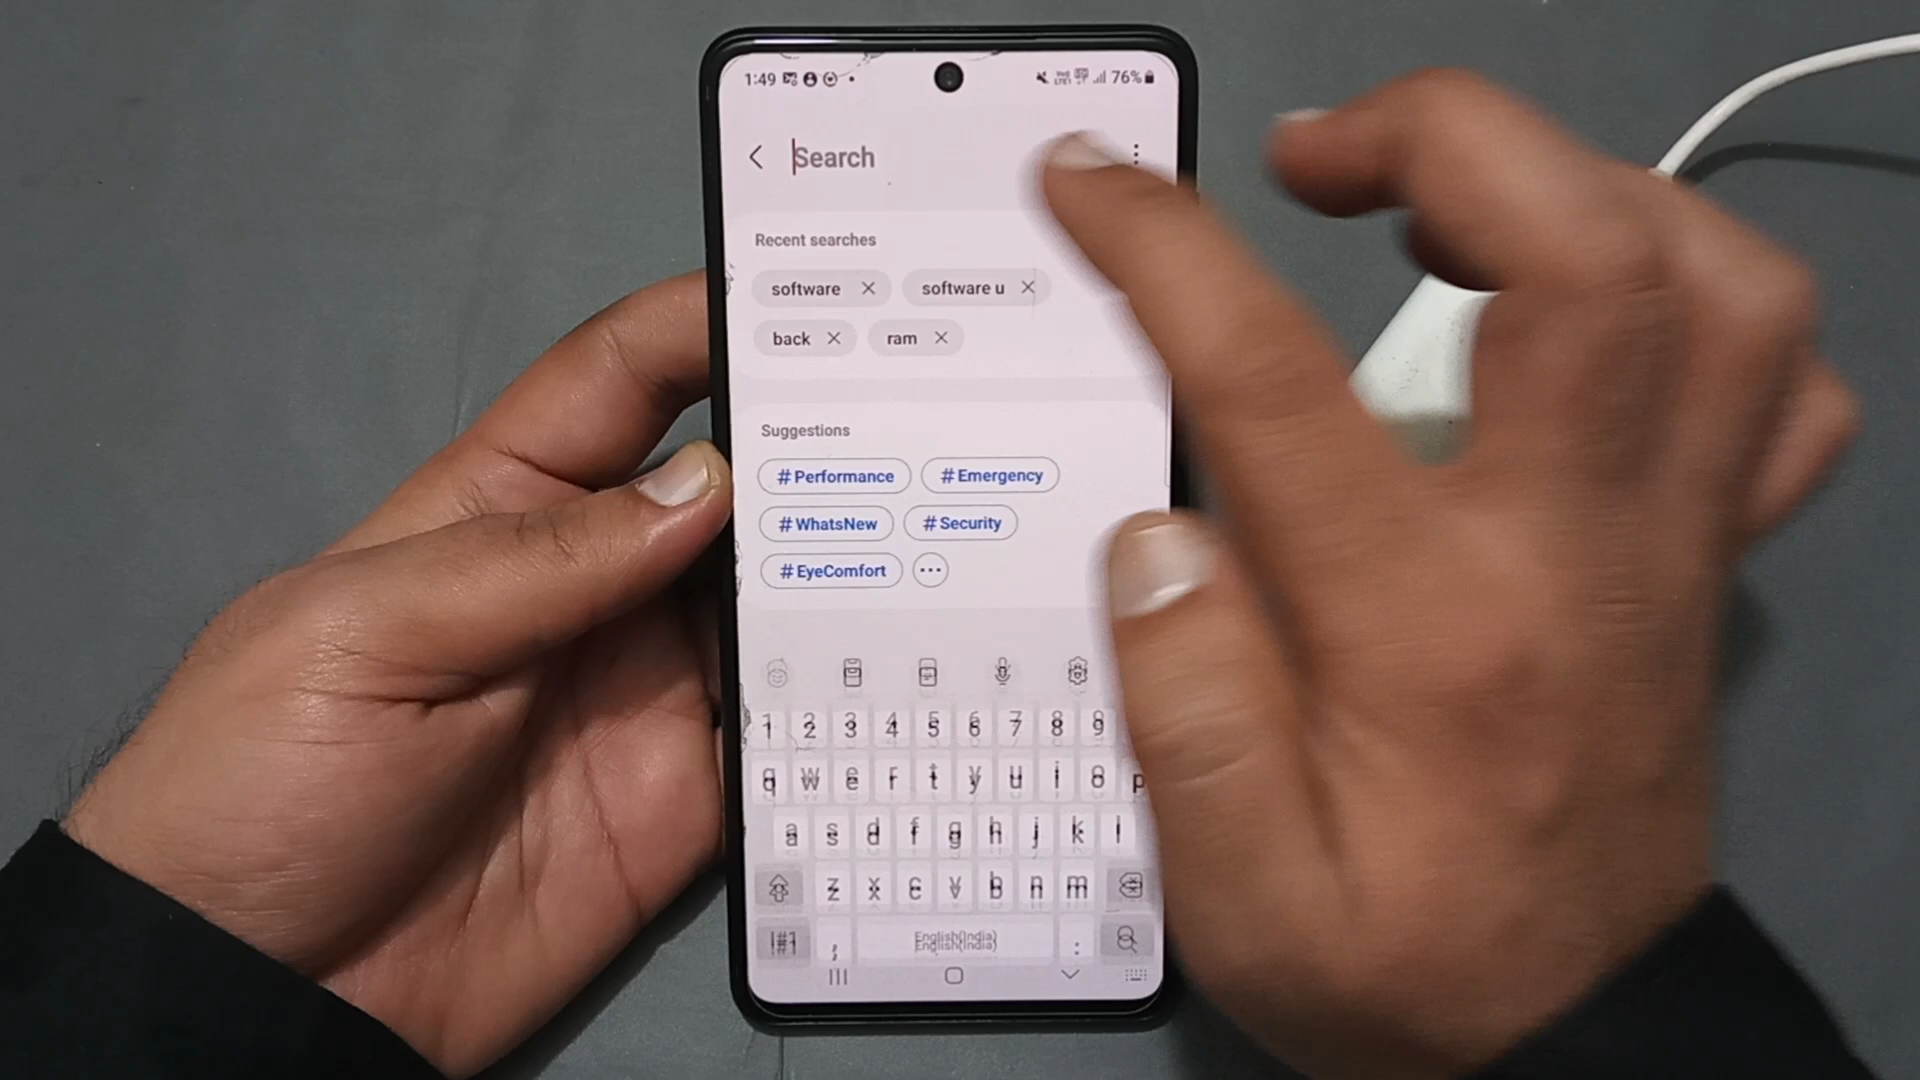 1:49 76%
Search
Recent searches
software
software u
back
ram
Suggestions
#Performance
#Emergency
#WhatsNew
#Security
#EyeComfort
1 2 3 4 5 6 7 8 9
q w e r t y u i p
a s d f g h j k l
z x c v b n m
!#1 , English(India)